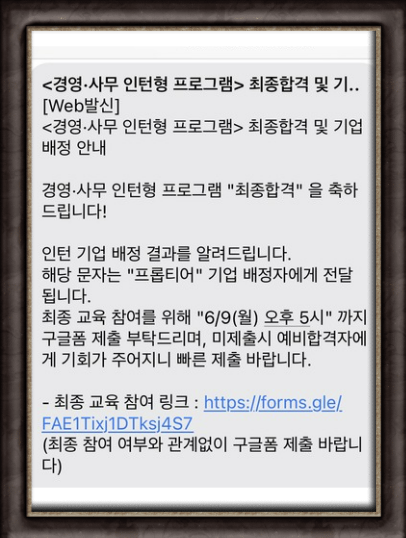 <경영·사무 인턴형 프로그램> 최종합격 및 기..
[Web발신]
<경영·사무 인턴형 프로그램> 최종합격 및 기업
배정 안내
경영·사무 인턴형 프로그램 "최종합격" 을 축하
드립니다!
인턴 기업 배정 결과를 알려드립니다.
해당 문자는 "프롭티어" 기업 배정자에게 전달
됩니다.
최종 교육 참여를 위해 "6/9(월) 오후 5시" 까지
구글폼 제출 부탁드리며, 미제출시 예비합격자에
게 기회가 주어지니 빠른 제출 바랍니다.
- 최종 교육 참여 링크 : https://forms.gle/
FAE1Tixj1DTksj4S7
(최종 참여 여부와 관계없이 구글폼 제출 바랍니
다)